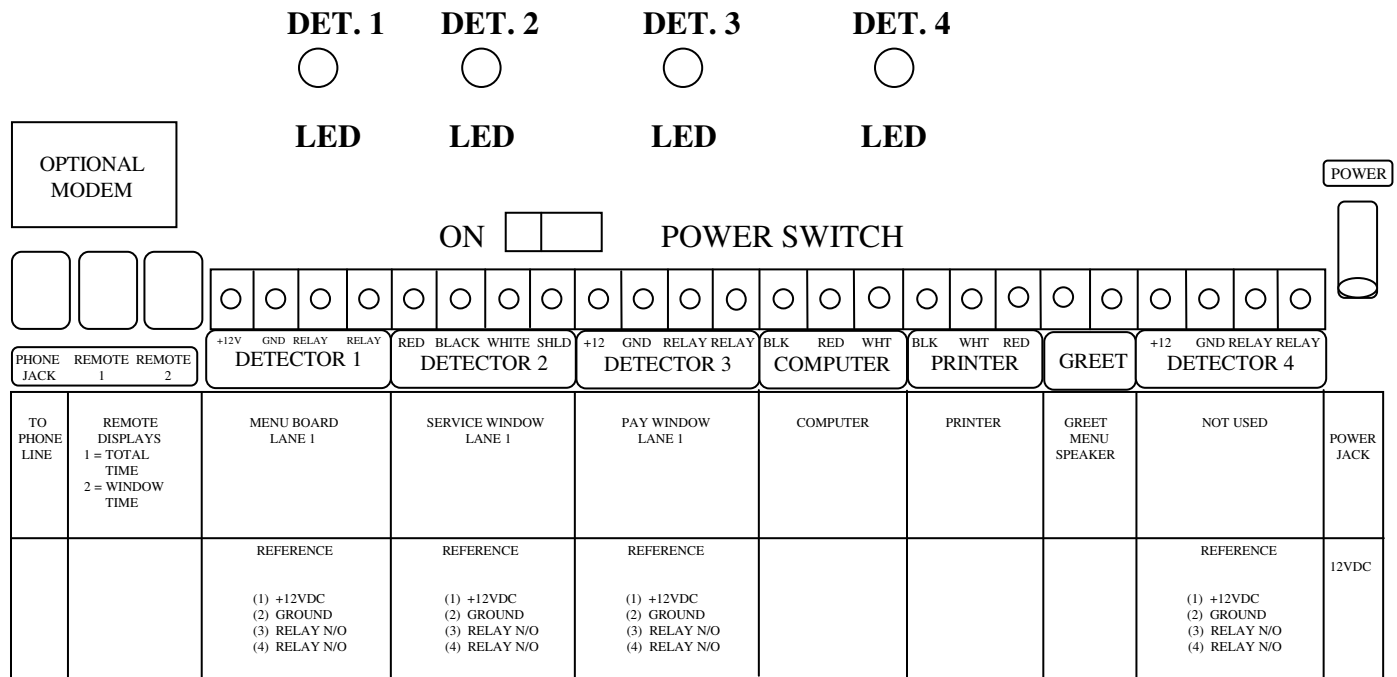 DET. 1 DET. 2 DET. 3 DET. 4
LED LED LED LED
OPTIONAL
MODEM
POWER
ON POWER SWITCH
+12V GND RELAY RELAY RED BLACK WHITE SHLD +12 GND RELAY RELAY BLK RED WHT BLK WHT RED +12 GND RELAY RELAY
DETECTOR 1 DETECTOR 2 DETECTOR 3 COMPUTER PRINTER GREET DETECTOR 4
PHONE REMOTE REMOTE
JACK 1 2
TO
PHONE
LINE
REMOTE
DISPLAYS
1 = TOTAL
TIME
2 = WINDOW
TIME
MENU BOARD
LANE 1
SERVICE WINDOW
LANE 1
PAY WINDOW
LANE 1
COMPUTER
PRINTER
GREET
MENU
SPEAKER
NOT USED
POWER
JACK
REFERENCE
(1) +12VDC
(2) GROUND
(3) RELAY N/O
(4) RELAY N/O
REFERENCE
(1) +12VDC
(2) GROUND
(3) RELAY N/O
(4) RELAY N/O
REFERENCE
(1) +12VDC
(2) GROUND
(3) RELAY N/O
(4) RELAY N/O
REFERENCE
(1) +12VDC
(2) GROUND
(3) RELAY N/O
(4) RELAY N/O
12VDC